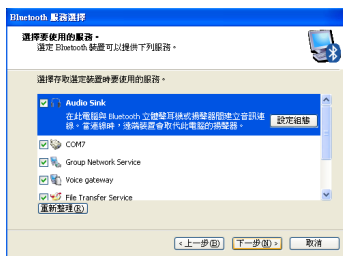 Bluetooth 服務選擇
選擇要使用的服務。
選定 Bluetooth 裝置可以提供下列服務。
選擇存取選定裝置時要使用的服務。
Audio Sink
在此電腦與 Bluetooth 立體聲耳機或揚聲器間建立音訊連
線。當連線時，遠端裝置會取代此電腦的揚聲器。
設定組態
COM7
Group Network Service
Voice gateway
File Transfer Service
重新整理(R)
<上一步(B)
下一步(N)>
取消